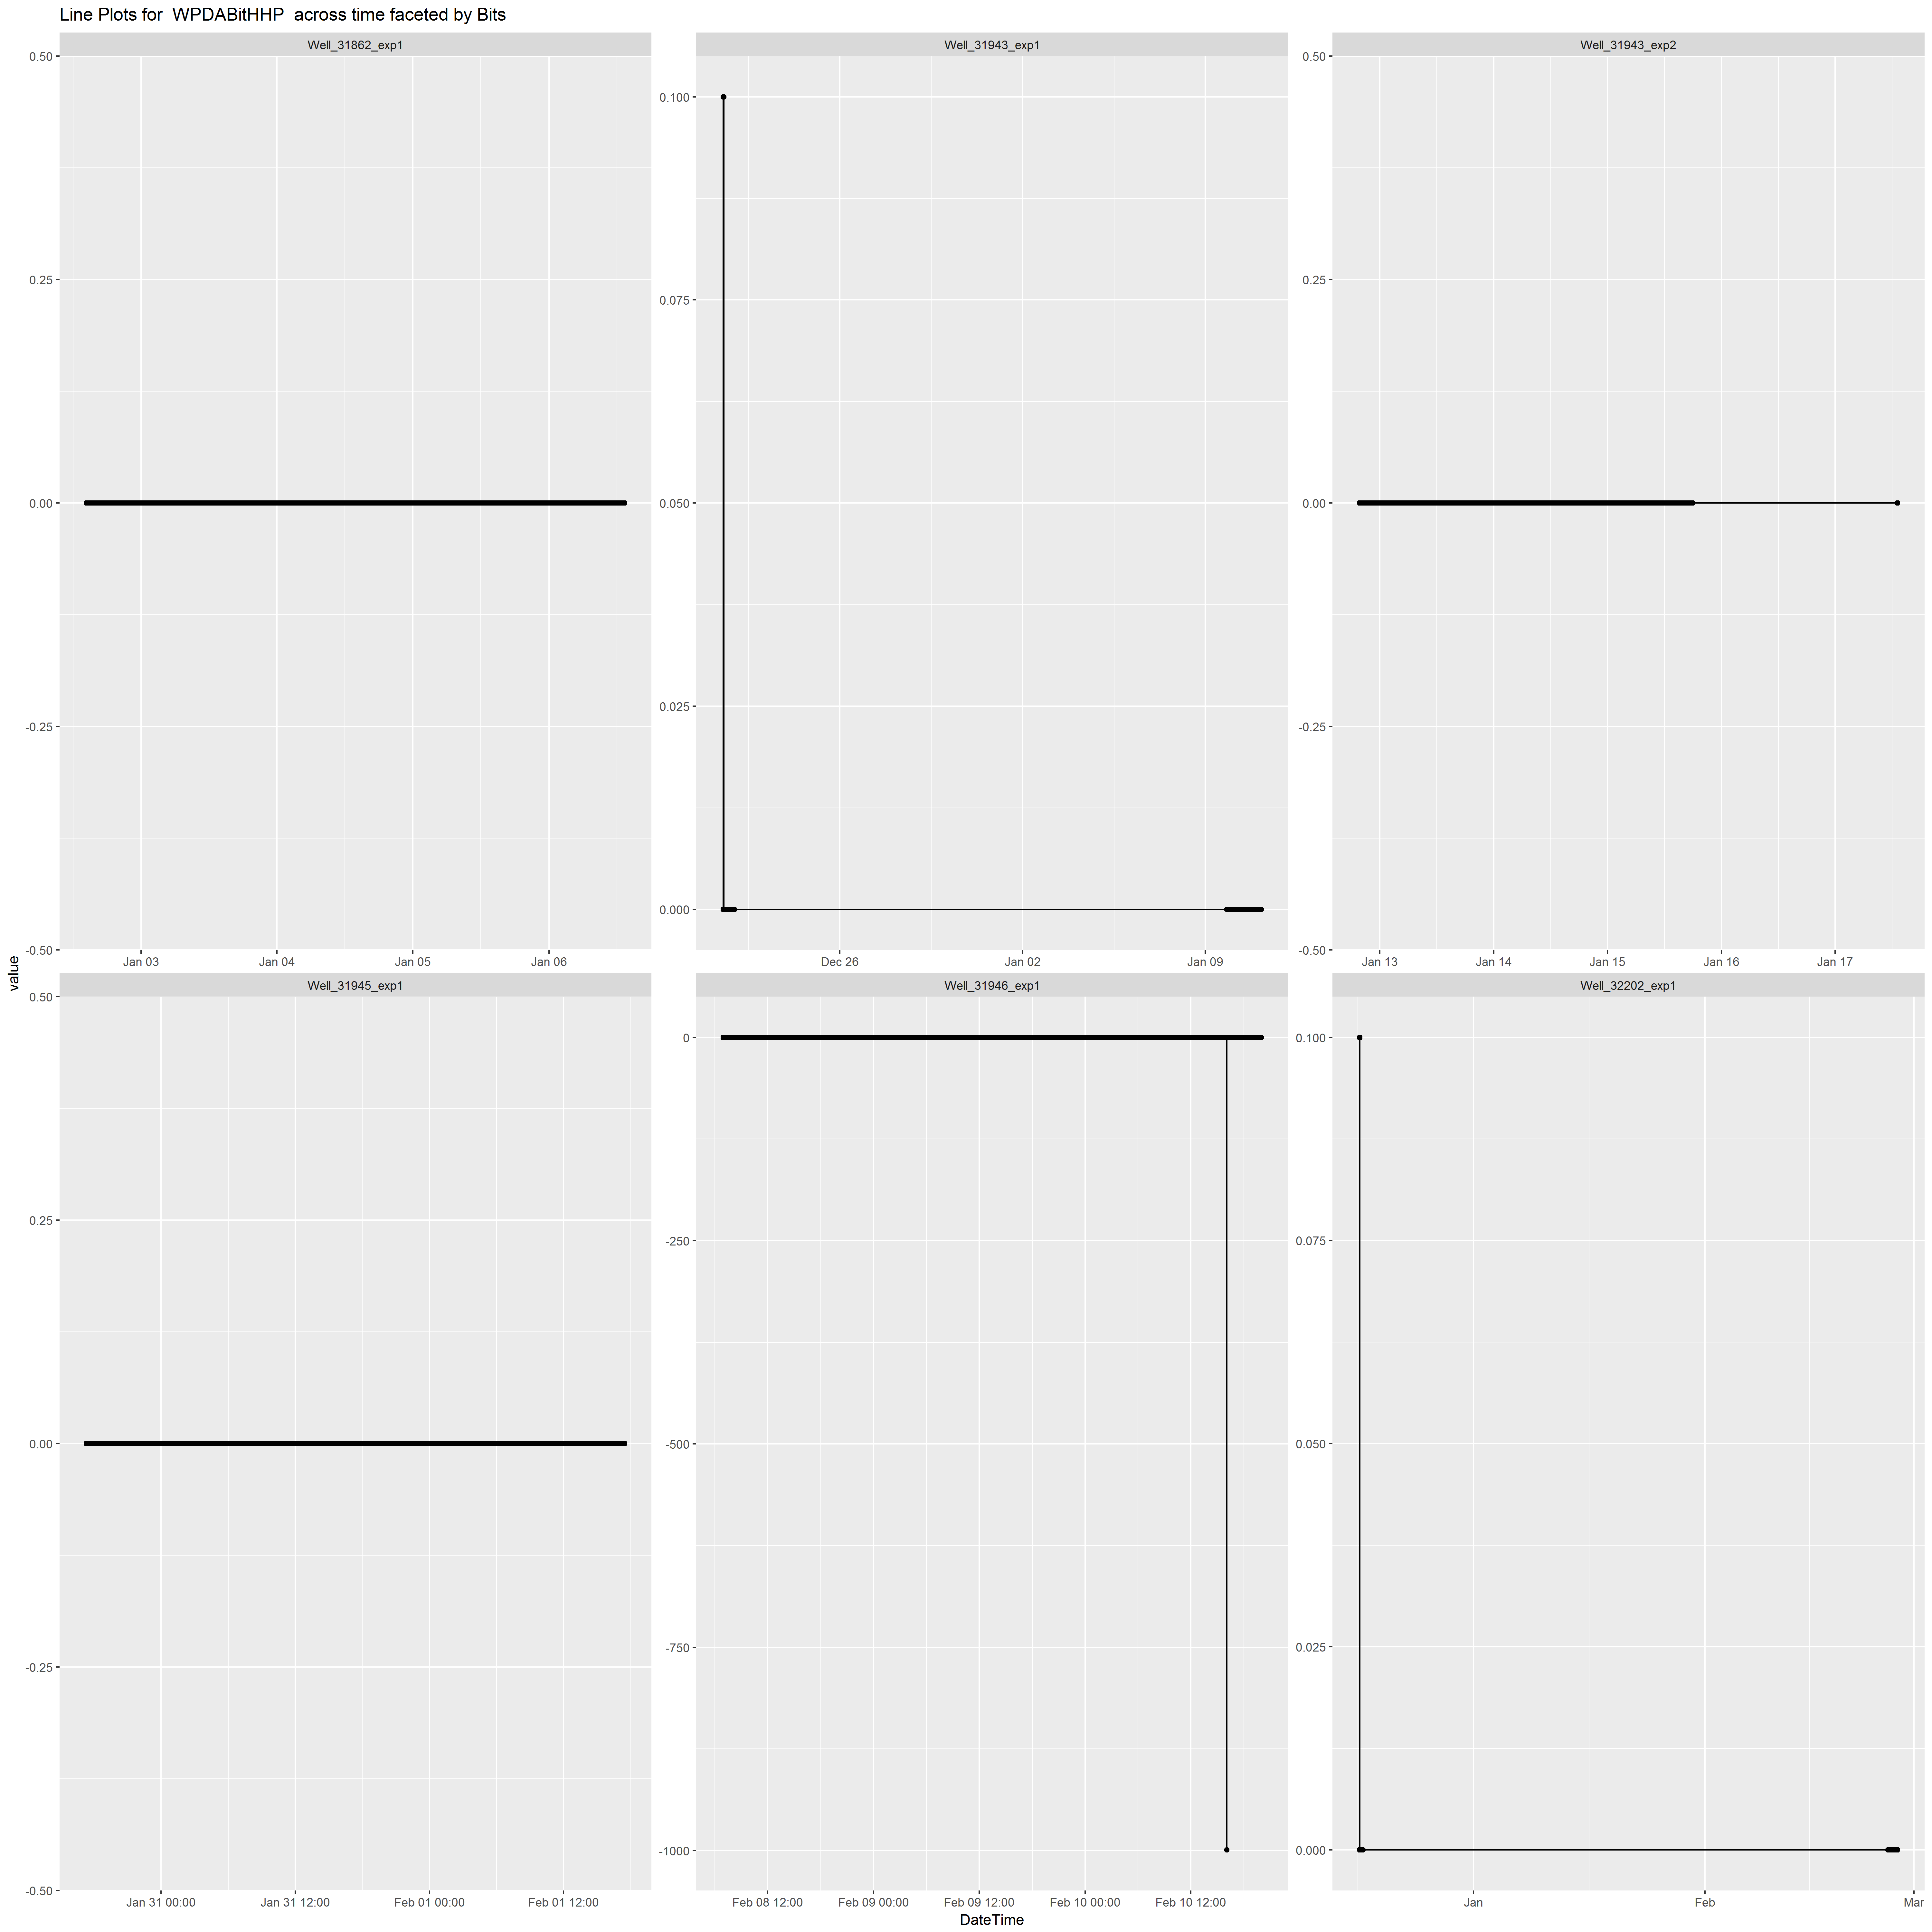 Line Plots for  WPDABitHHP  across time faceted by Bits
Well_31862_exp1
Well_31943_exp1
Well_31943_exp2
0.50
0.25
0.00
-0.25
-0.50
0.100
0.075
0.050
0.025
0.000
0.50
0.25
0.00
-0.25
-0.50
Jan 03 Jan 04 Jan 05 Jan 06
Dec 26 Jan 02 Jan 09
Jan 13 Jan 14 Jan 15 Jan 16 Jan 17
value
Well_31945_exp1
Well_31946_exp1
Well_32202_exp1
0.50
0.25
0.00
-0.25
-0.50
0
-250
-500
-750
-1000
0.100
0.075
0.050
0.025
0.000
Jan 31 00:00 Jan 31 12:00 Feb 01 00:00 Feb 01 12:00
Feb 08 12:00 Feb 09 00:00 Feb 09 12:00 Feb 10 00:00 Feb 10 12:00
Jan Feb Mar
DateTime